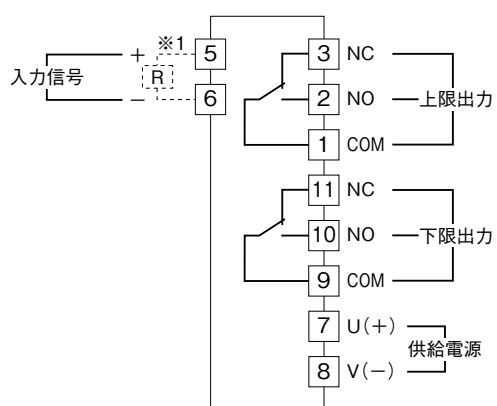 ※1
入力信号
+
R
−
5
6
3 NC
2 NO
1 COM
上限出力
11 NC
10 NO
9 COM
下限出力
7 U(+)
8 V(−)
供給電源